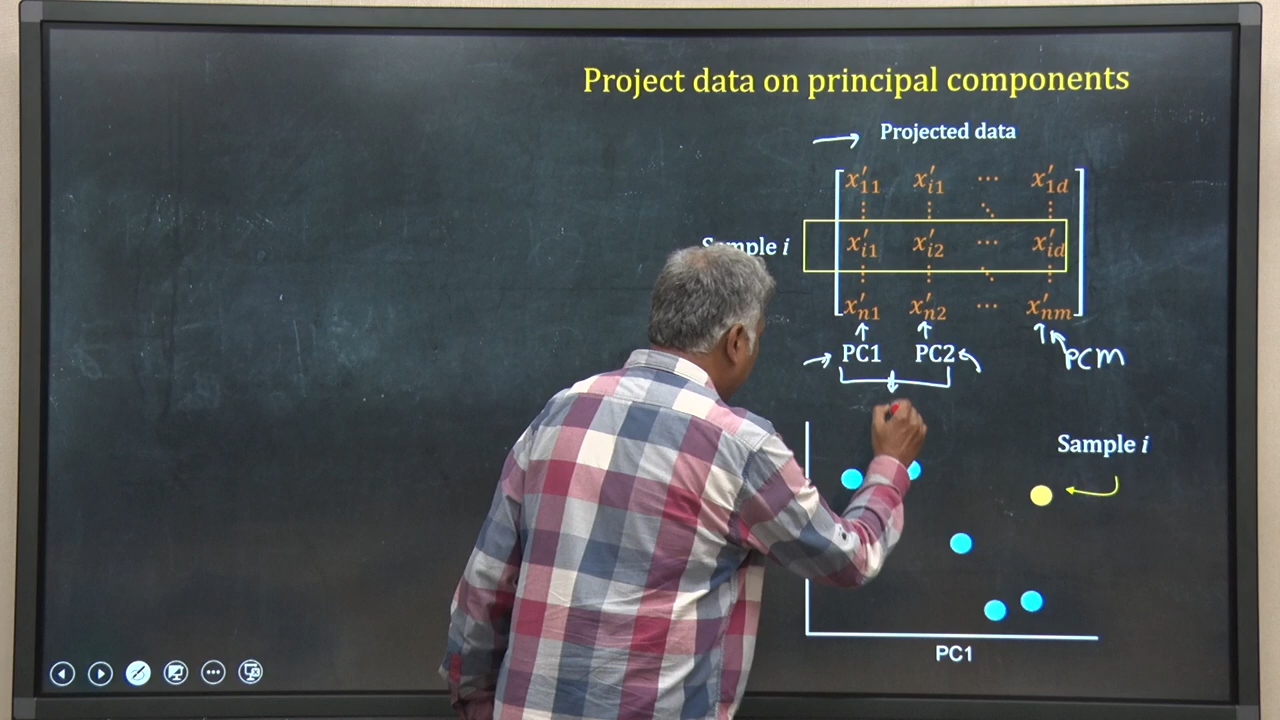 Project data on principal components
Projected data
x'11 x'i1 ⋯ x'1d
⋮ ⋮ ⋱ ⋮
Sample i x'i1 x'i2 ⋯ x'id
⋮ ⋮ ⋱ ⋮
x'n1 x'n2 ⋯ x'nm
PC1 PC2 PCM
Sample i
PC1